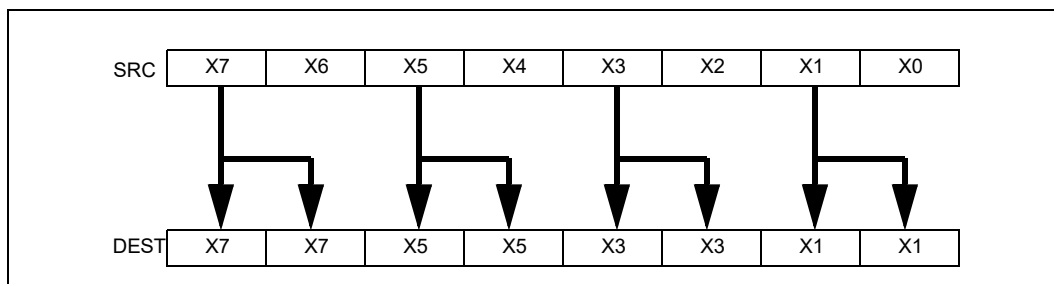 SRC X7 X6 X5 X4 X3 X2 X1 X0
DEST X7 X7 X5 X5 X3 X3 X1 X1